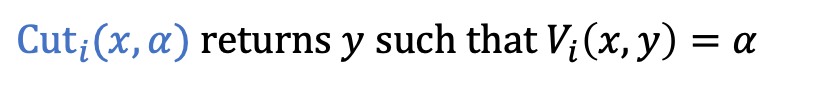 Cutᵢ(x, α) returns y such that Vᵢ(x, y) = α